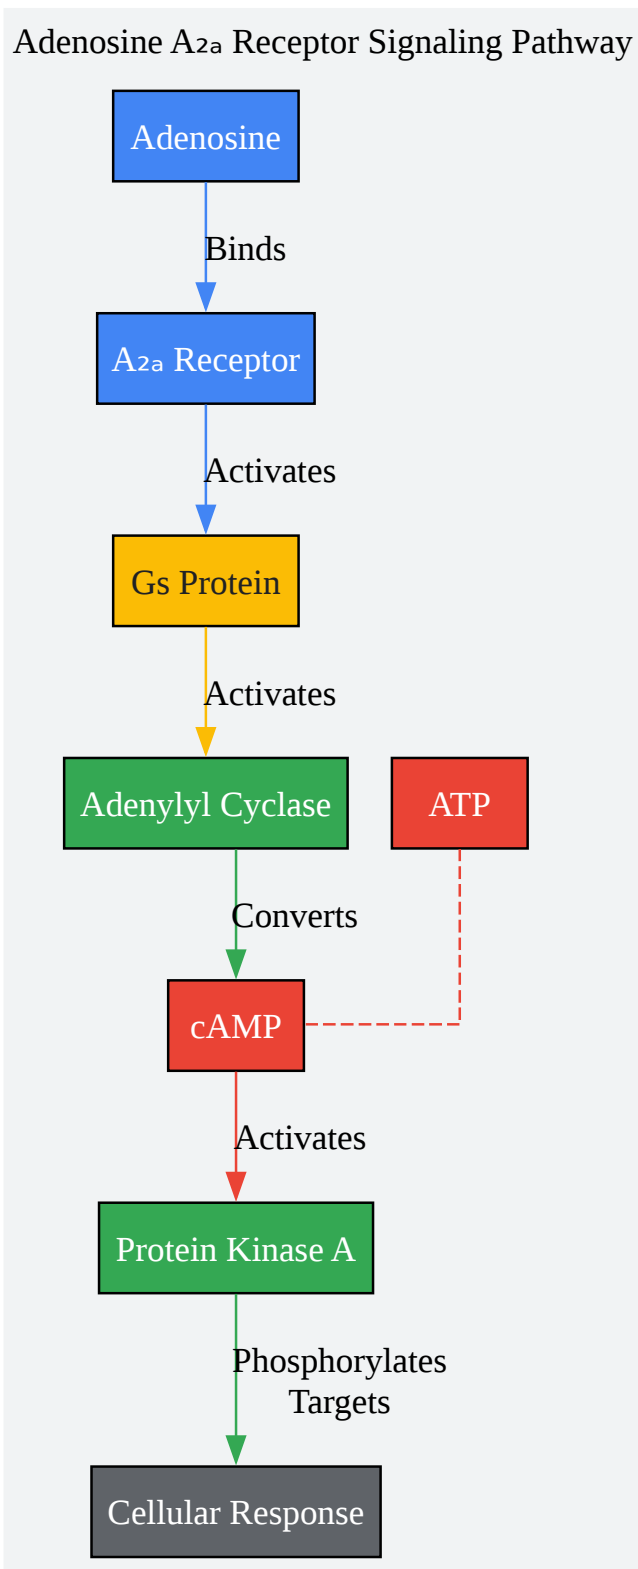 Adenosine A₂ₐ Receptor Signaling Pathway
Adenosine
Binds
A₂ₐ Receptor
Activates
Gs Protein
Activates
Adenylyl Cyclase
ATP
Converts
cAMP
Activates
Protein Kinase A
Phosphorylates
Targets
Cellular Response